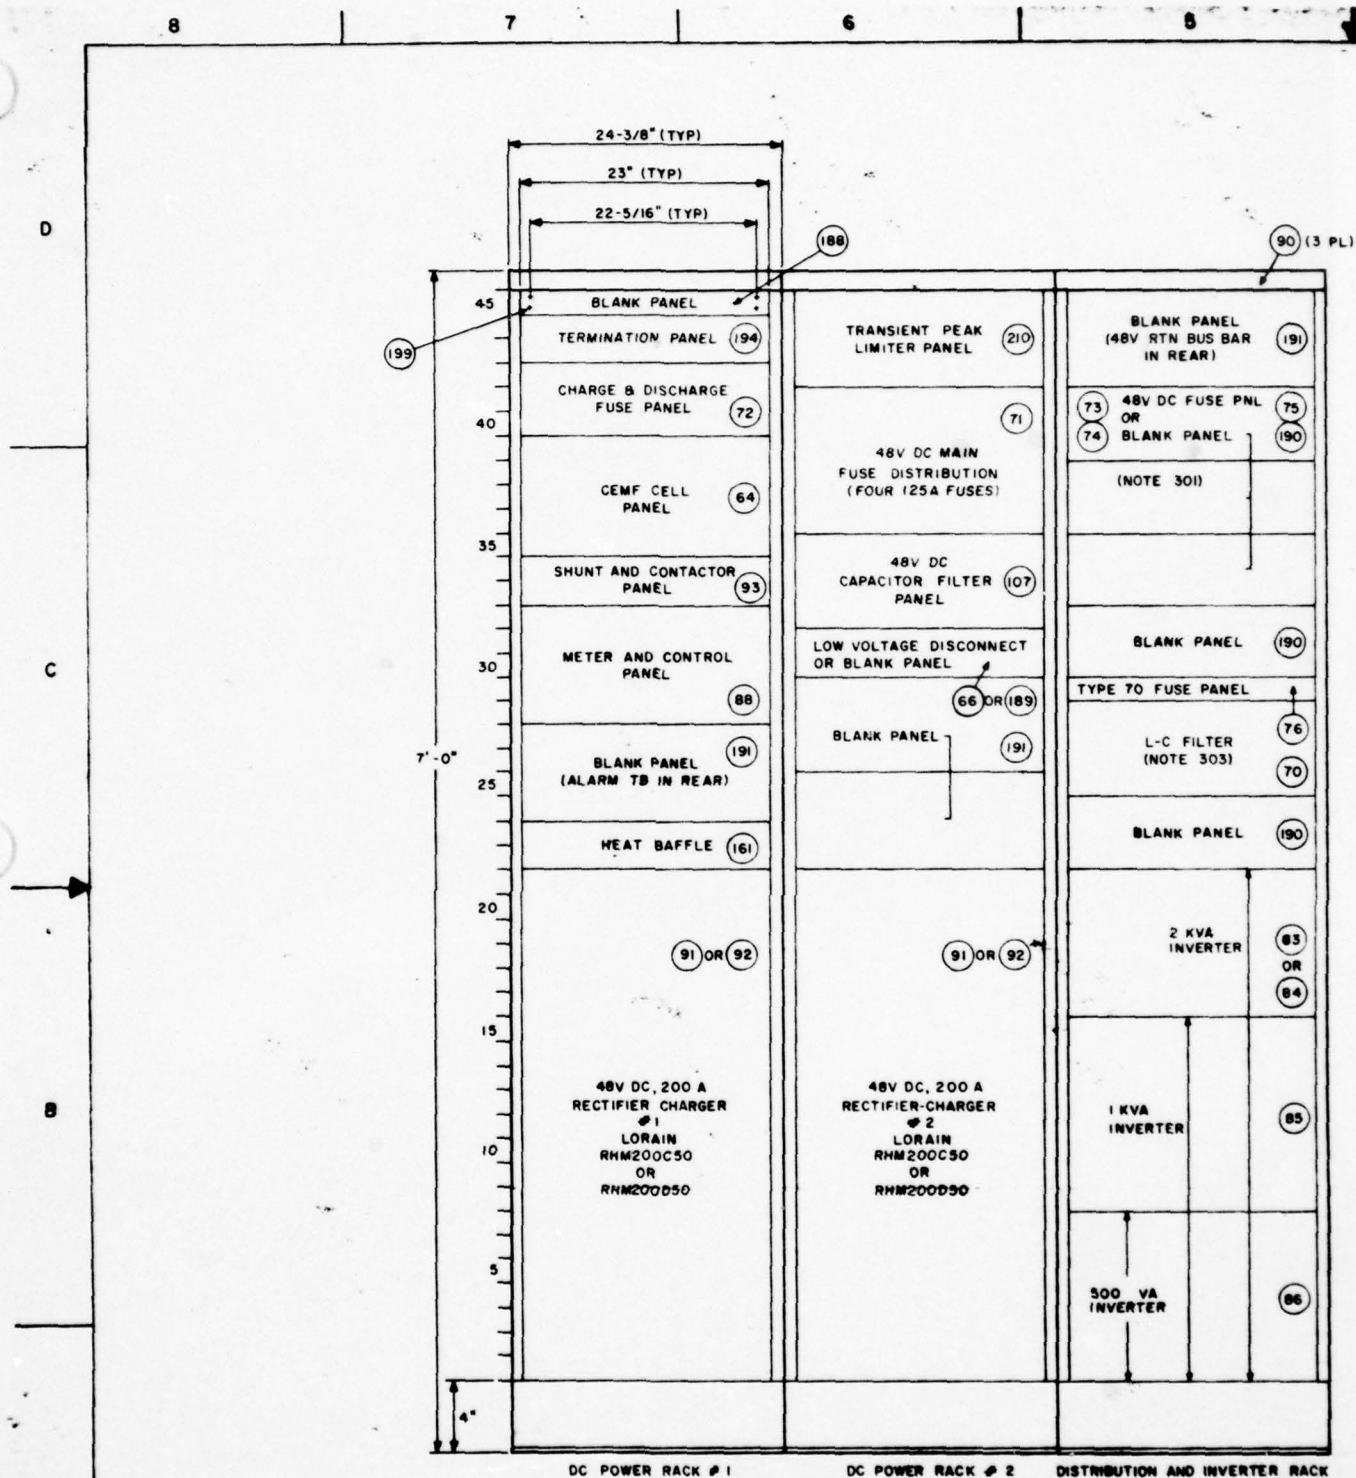 8
7
6
5
D
C
B
24-3/8" (TYP)
23" (TYP)
22-5/16" (TYP)
188
199
90 (3 PL)
7'-0"
4"
45
40
35
30
25
20
15
10
5
BLANK PANEL
TERMINATION PANEL 194
CHARGE & DISCHARGE
FUSE PANEL 72
CEMF CELL
PANEL
64
SHUNT AND CONTACTOR
PANEL 93
METER AND CONTROL
PANEL
88
191
BLANK PANEL
(ALARM TB IN REAR)
HEAT BAFFLE 161
91 OR 92
48V DC, 200 A
RECTIFIER CHARGER
# 1
LORAIN
RHM200C50
OR
RHM200D50
DC POWER RACK # 1
TRANSIENT PEAK
LIMITER PANEL
210
71
48V DC MAIN
FUSE DISTRIBUTION
(FOUR 125A FUSES)
48V DC
CAPACITOR FILTER 107
PANEL
LOW VOLTAGE DISCONNECT
OR BLANK PANEL
66 OR 189
BLANK PANEL
191
91 OR 92
48V DC, 200 A
RECTIFIER-CHARGER
# 2
LORAIN
RHM200C50
OR
RHM200D50
DC POWER RACK # 2
BLANK PANEL
(48V RTN BUS BAR 191
IN REAR)
73 48V DC FUSE PNL 75
OR
74 BLANK PANEL 190
(NOTE 301)
BLANK PANEL 190
TYPE 70 FUSE PANEL
76
L-C FILTER
(NOTE 303)
70
BLANK PANEL 190
2 KVA
INVERTER
83
OR
84
1 KVA
INVERTER
85
500 VA
INVERTER
86
DISTRIBUTION AND INVERTER RACK